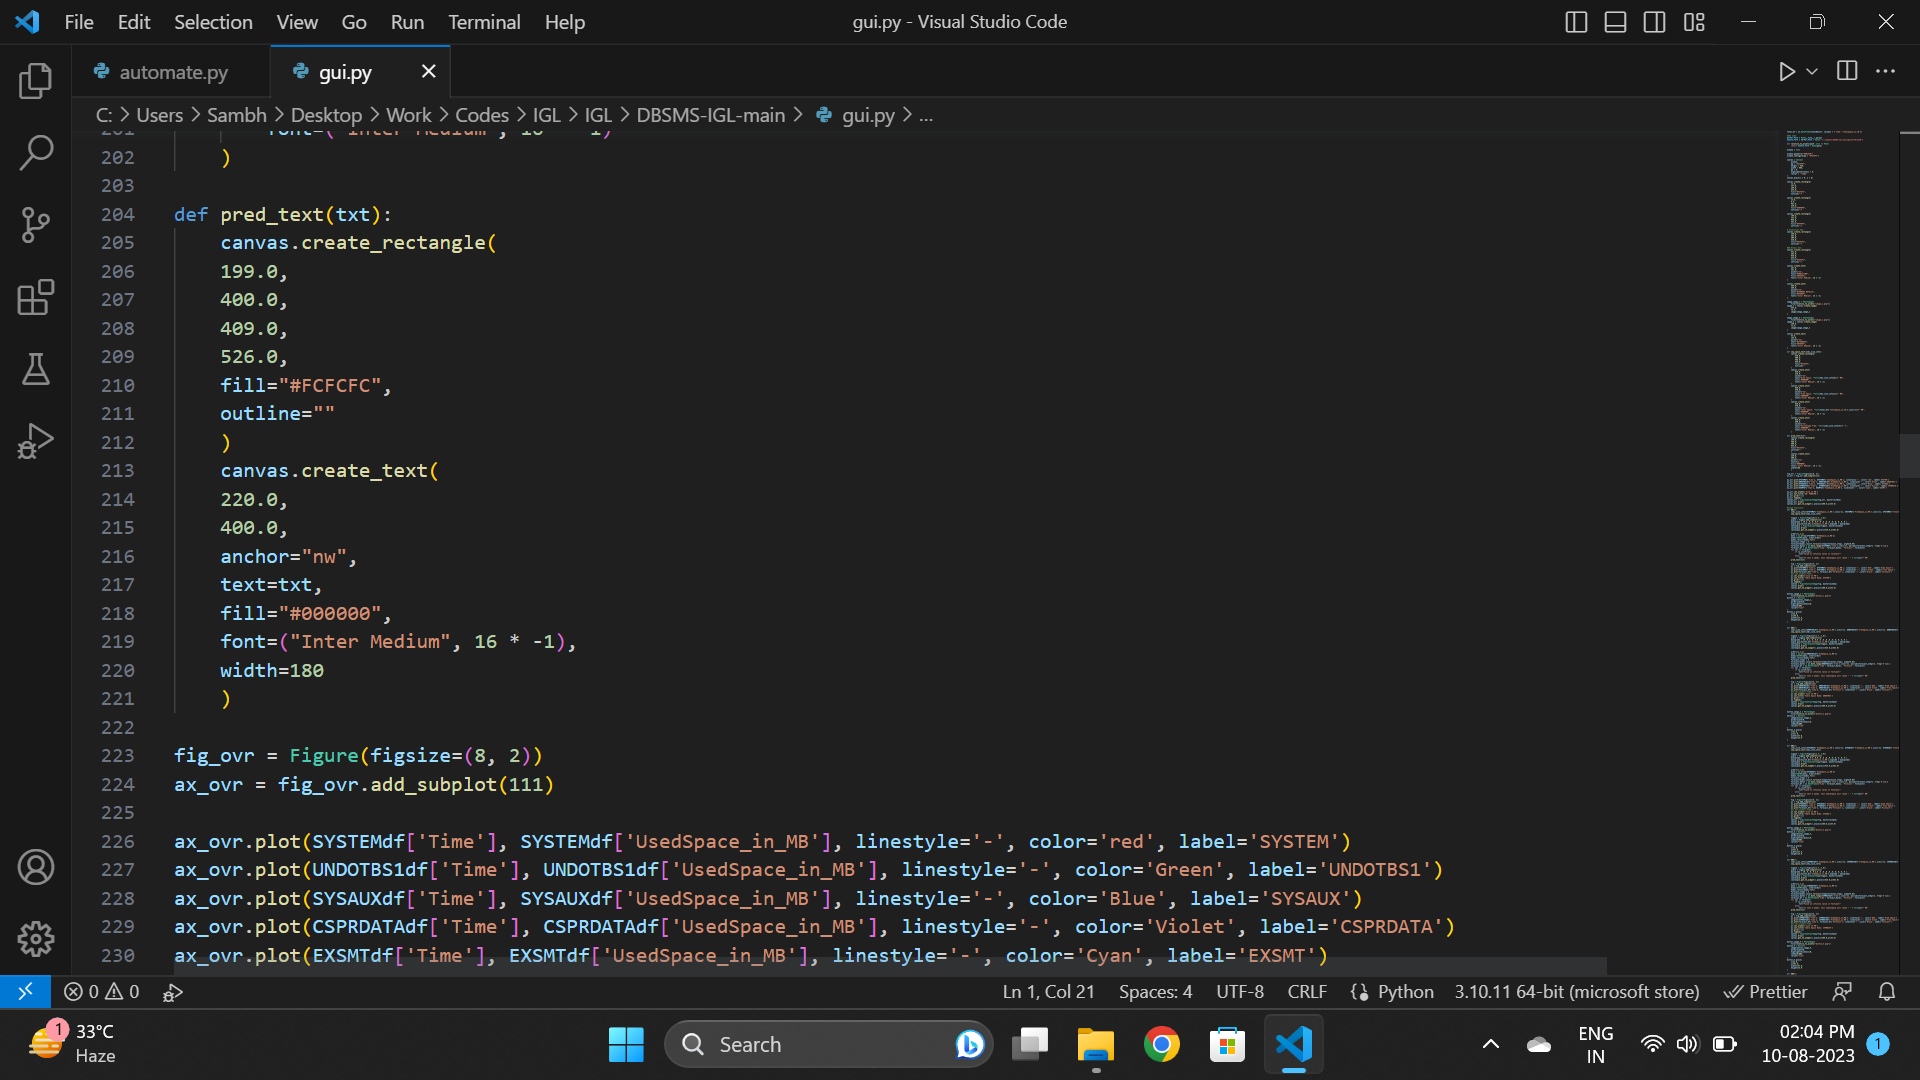 File Edit Selection View Go Run Terminal Help
gui.py - Visual Studio Code
automate.py
gui.py
C: > Users > Sambh > Desktop > Work > Codes > IGL > IGL > DBSMS-IGL-main > gui.py > ...
201 font=("Inter Medium", 16 * -1)
202 )
203
204 def pred_text(txt):
205 canvas.create_rectangle(
206 199.0,
207 400.0,
208 409.0,
209 526.0,
210 fill="#FCFCFC",
211 outline=""
212 )
213 canvas.create_text(
214 220.0,
215 400.0,
216 anchor="nw",
217 text=txt,
218 fill="#000000",
219 font=("Inter Medium", 16 * -1),
220 width=180
221 )
222
223 fig_ovr = Figure(figsize=(8, 2))
224 ax_ovr = fig_ovr.add_subplot(111)
225
226 ax_ovr.plot(SYSTEMdf['Time'], SYSTEMdf['UsedSpace_in_MB'], linestyle='-', color='red', label='SYSTEM')
227 ax_ovr.plot(UNDOTBS1df['Time'], UNDOTBS1df['UsedSpace_in_MB'], linestyle='-', color='Green', label='UNDOTBS1')
228 ax_ovr.plot(SYSAUXdf['Time'], SYSAUXdf['UsedSpace_in_MB'], linestyle='-', color='Blue', label='SYSAUX')
229 ax_ovr.plot(CSPRDATAdf['Time'], CSPRDATAdf['UsedSpace_in_MB'], linestyle='-', color='Violet', label='CSPRDATA')
230 ax_ovr.plot(EXSMTdf['Time'], EXSMTdf['UsedSpace_in_MB'], linestyle='-', color='Cyan', label='EXSMT')
0 0
Ln 1, Col 21 Spaces: 4 UTF-8 CRLF Python 3.10.11 64-bit (microsoft store) Prettier
1 33°C
Haze
Search
ENG
IN
02:04 PM
10-08-2023
1